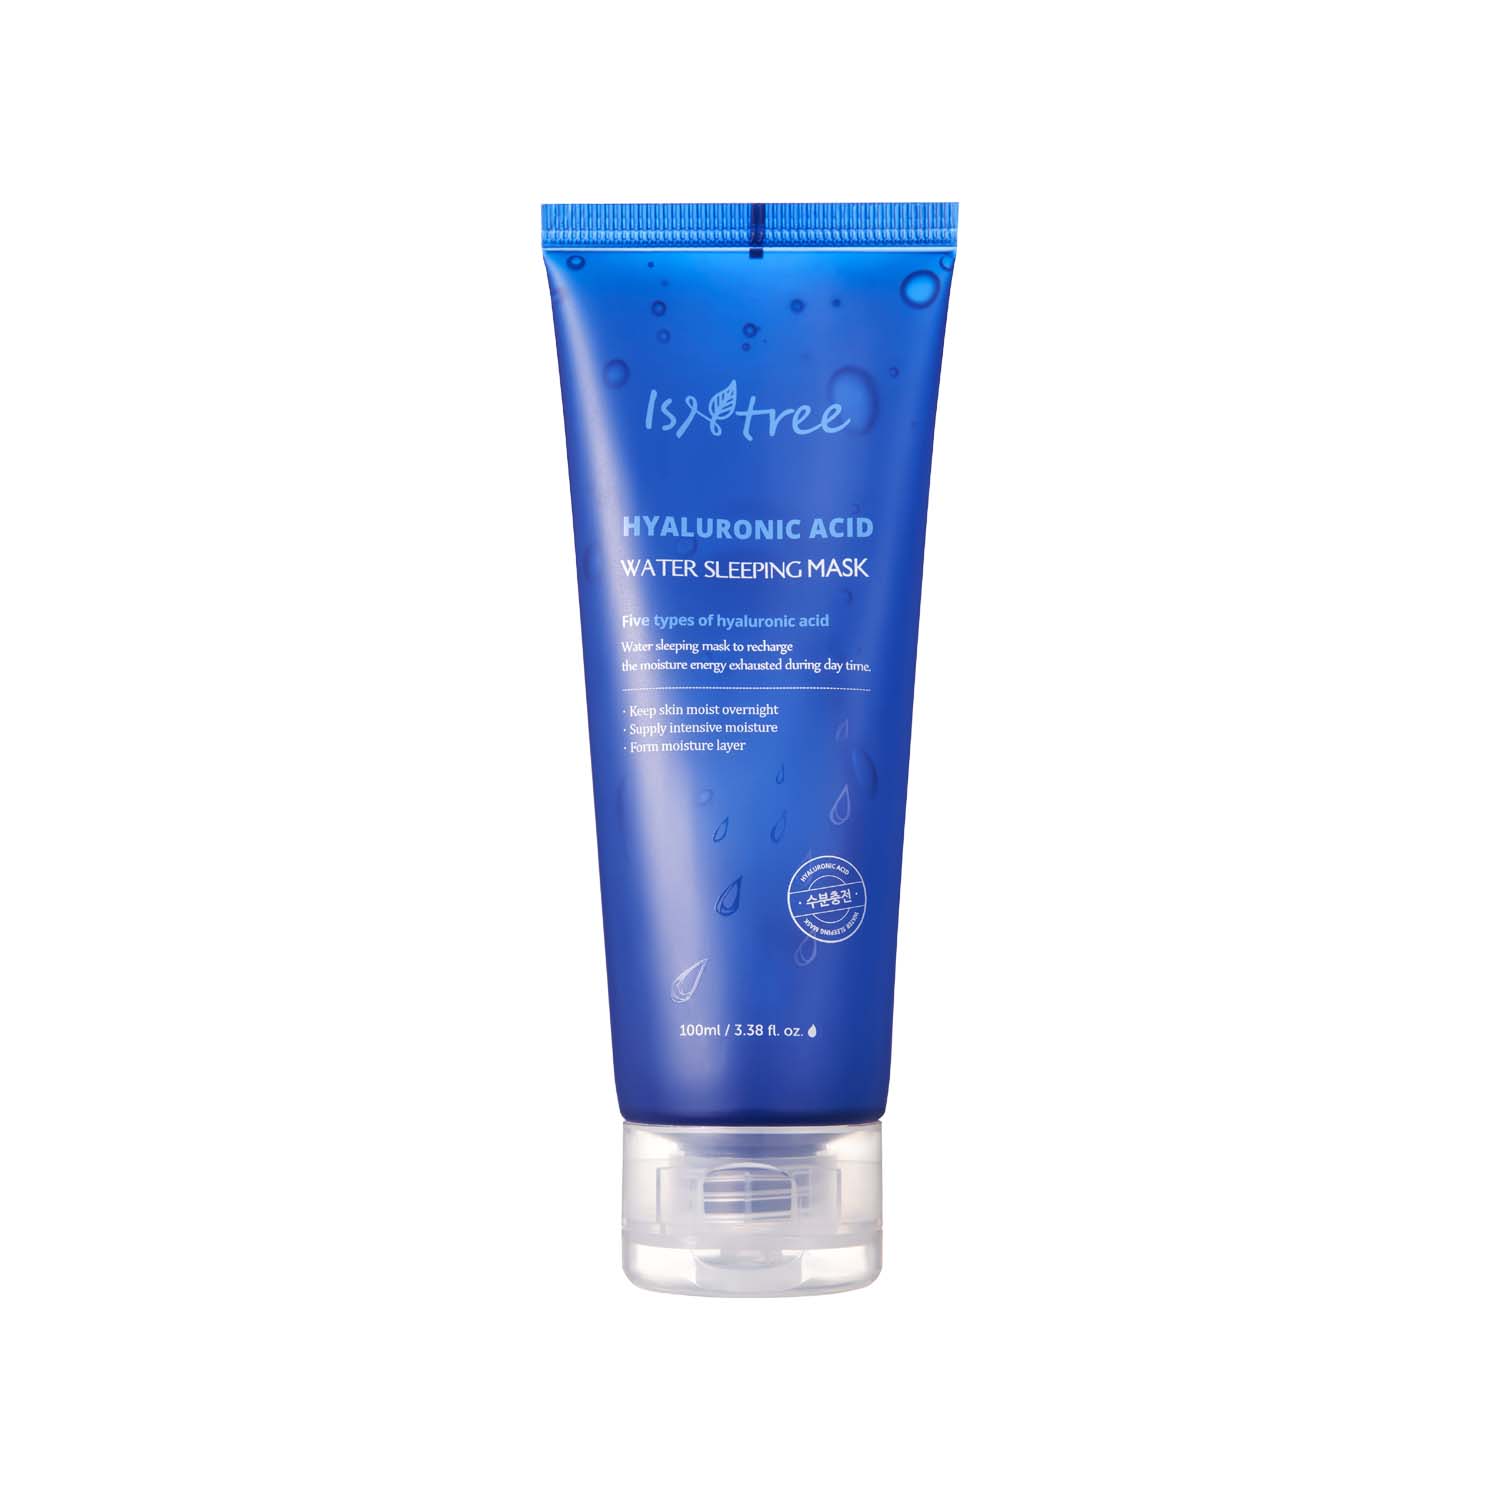 Isntree
HYALURONIC ACID
WATER SLEEPING MASK
Five types of hyaluronic acid
Water sleeping mask to recharge
the moisture energy exhausted during day time.
· Keep skin moist overnight
· Supply intensive moisture
· Form moisture layer
HYALURONIC ACID
· 수분충전 ·
WATER SLEEPING MASK
100ml / 3.38 fl. oz.